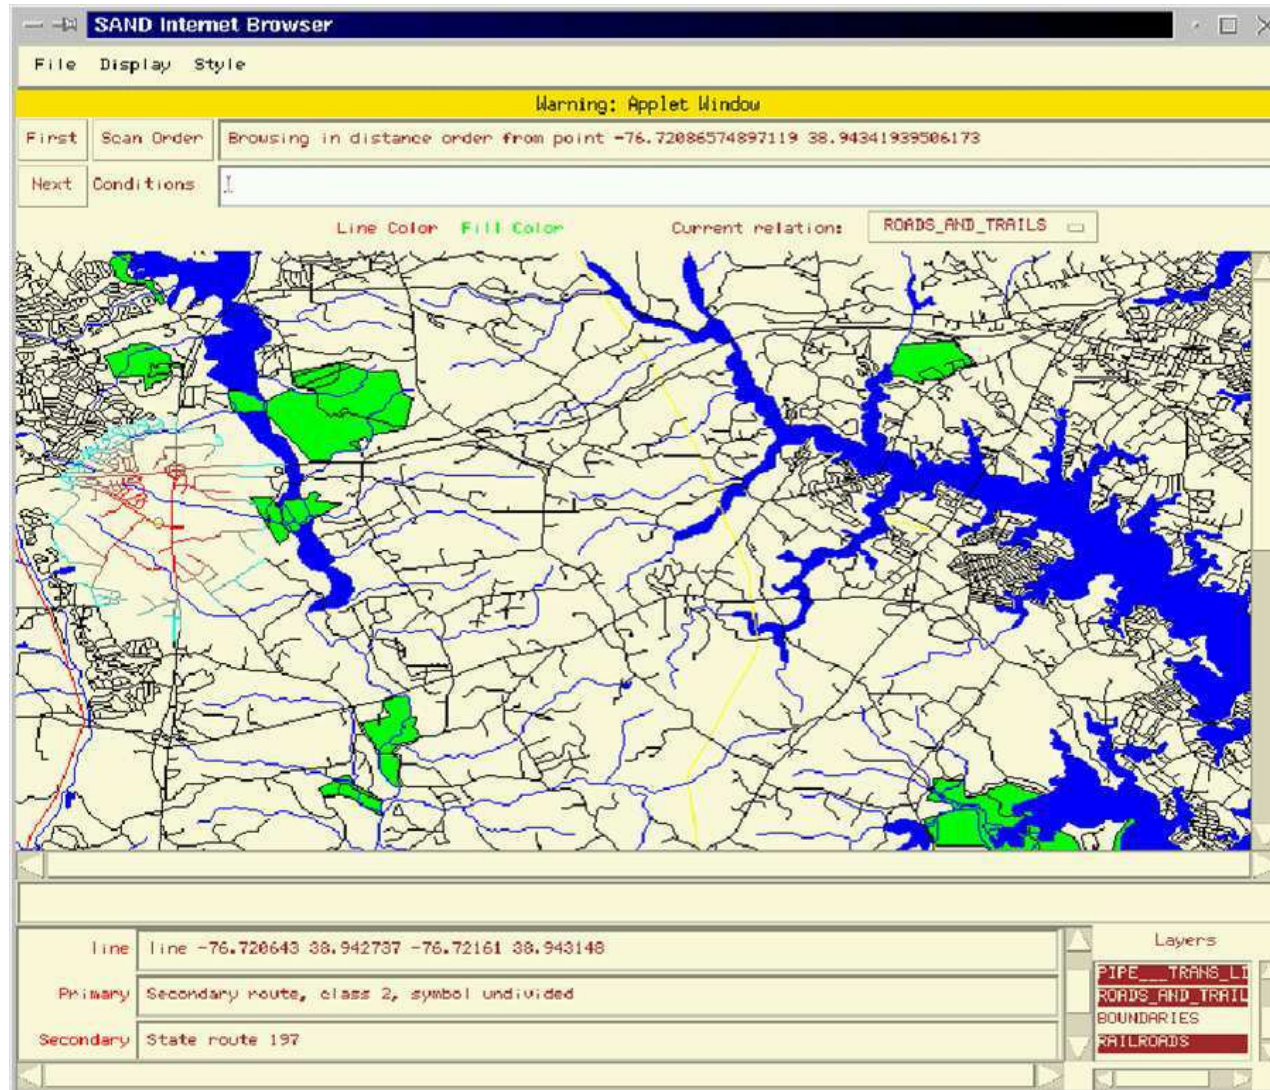 SAND Internet Browser
File Display Style
Warning: Applet Window
First Scan Order Browsing in distance order from point -76.72086574897119 38.94341939506173
Next Conditions
Line Color Fill Color Current relation: ROADS_AND_TRAILS
line line -76.720643 38.942737 -76.72161 38.943148
Layers
PIPE___TRANS_LI
Primary Secondary route, class 2, symbol undivided
ROADS_AND_TRAIL
BOUNDARIES
Secondary State route 197
RAILROADS